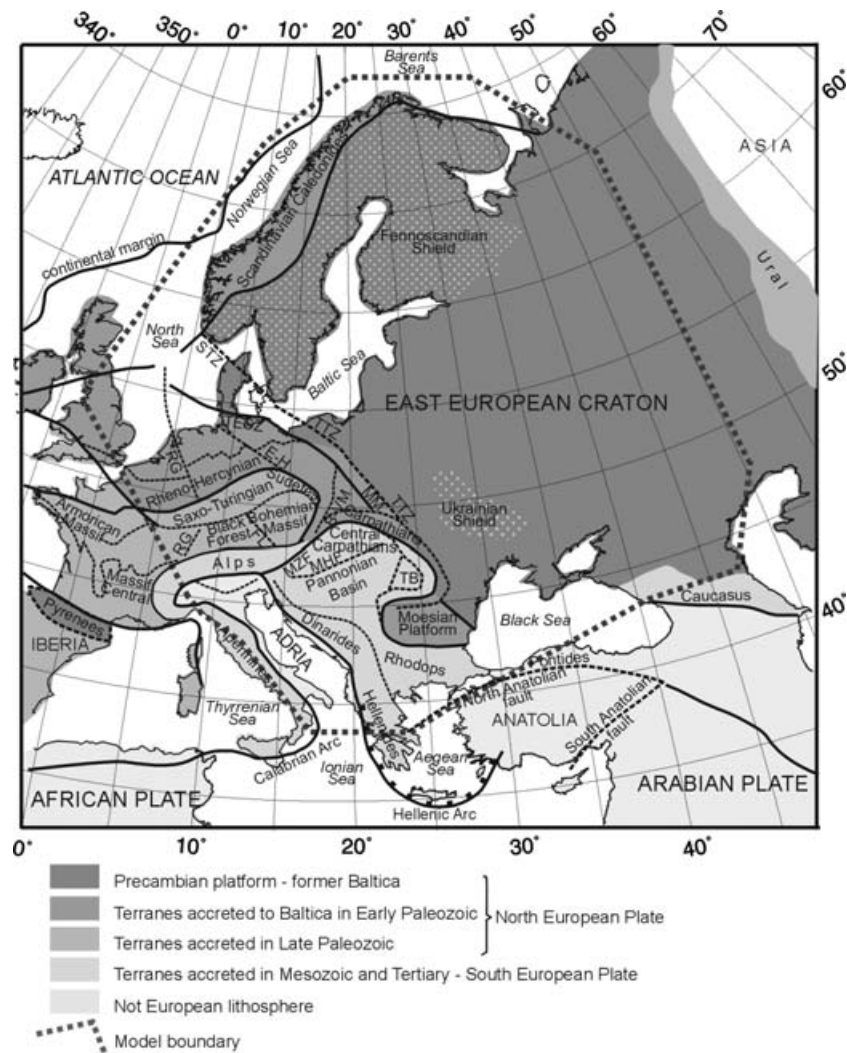 340° 350° 0° 10° 20° 30° 40° 50° 60° 70°
Barents
Sea
60°
ASIA
ATLANTIC OCEAN
Norwegian Sea
Scandinavian Caledonides
continental margin
Fennoscandian
Shield
Ural
North
Sea
STZ
Baltic Sea
50°
EAST EUROPEAN CRATON
TESZ
TTZ
RG
E-H
Rheno-Hercynian
Sudetes
Armorican
Massif
Saxo-Turingian
Ukrainian
Shield
Black
Forest
Bohemian
Massif
RG
Carpathians
Central
Carpathians
MZF
MHF
Pannonian
Basin
TB
Alps
Massif
Central
Caucasus
40°
Pyrenees
Moesian
Platform
Black Sea
IBERIA
ADRIA
Dinarides
Rhodops
Apennines
Pontides
North Anatolian
fault
Thyrrenian
Sea
Hellenides
ANATOLIA
South Anatolian
fault
Calabrian Arc
Ionian
Sea
Aegean
Sea
AFRICAN PLATE
ARABIAN PLATE
Hellenic Arc
0° 10° 20° 30° 40°
Precambian platform - former Baltica
Terranes accreted to Baltica in Early Paleozoic
North European Plate
Terranes accreted in Late Paleozoic
Terranes accreted in Mesozoic and Tertiary - South European Plate
Not European lithosphere
Model boundary